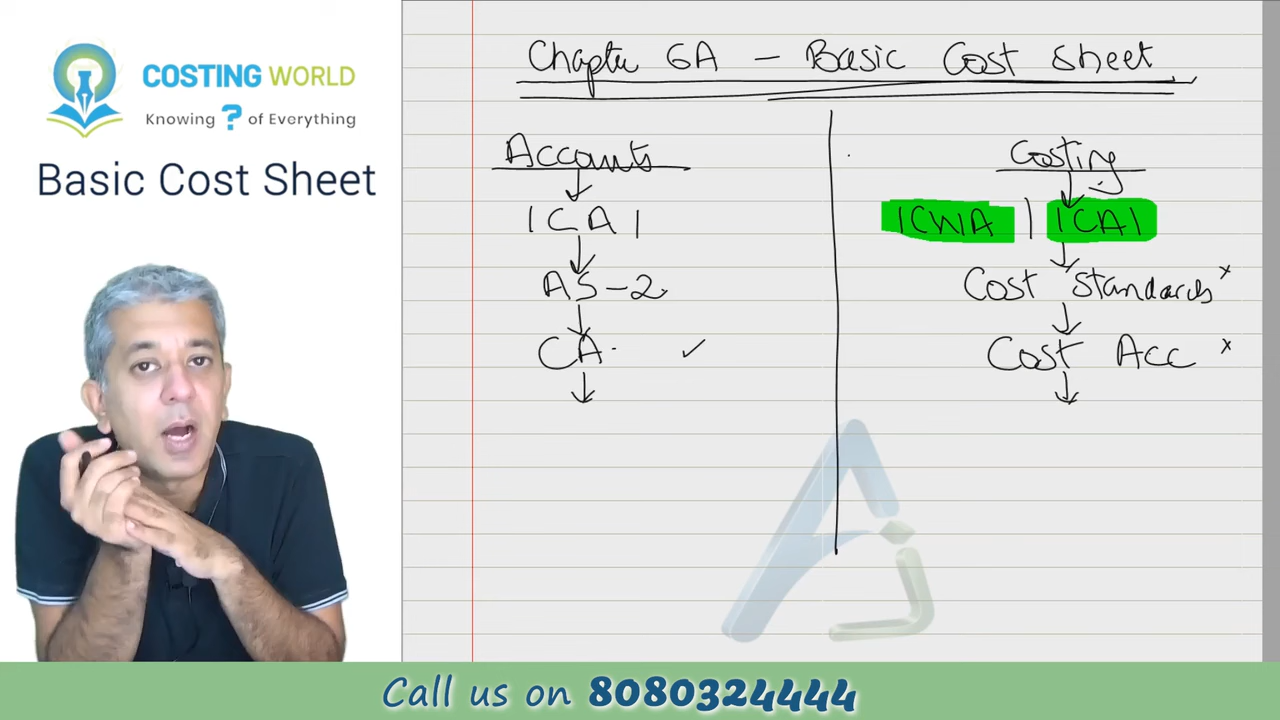 COSTING WORLD
Knowing ? of Everything
Basic Cost Sheet
Chapter 6A - Basic Cost Sheet
Accounts
ICAI
AS-2
CA
Costing
ICWA | ICAI
Cost Standards x
Cost Acc x
Call us on 8080324444